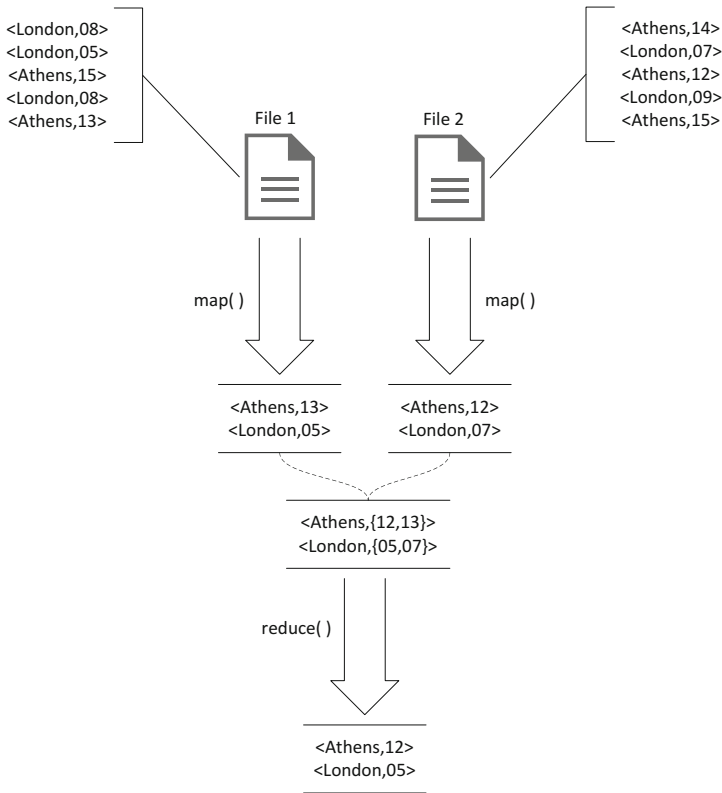 <London,08>
<London,05>
<Athens,15>
<London,08>
<Athens,13>
<Athens,14>
<London,07>
<Athens,12>
<London,09>
<Athens,15>
File 1
File 2
map( )
map( )
<Athens,13>
<London,05>
<Athens,12>
<London,07>
<Athens,{12,13}>
<London,{05,07}>
reduce( )
<Athens,12>
<London,05>